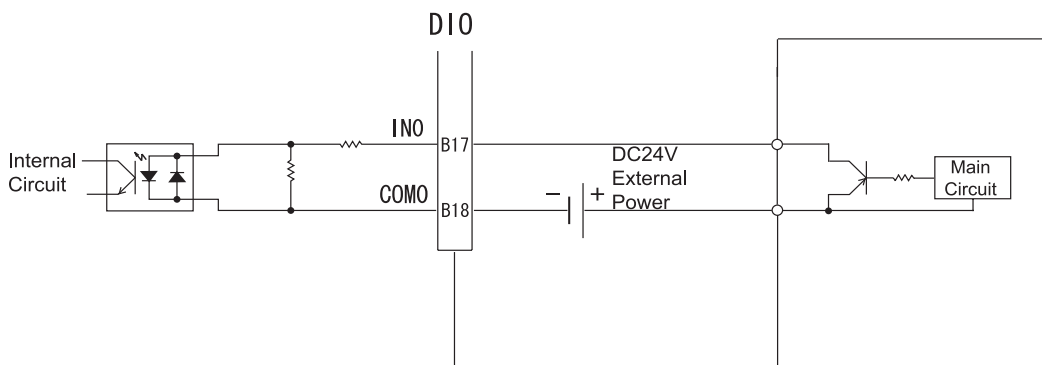 DIO
Internal
Circuit
IN0
B17
COM0
B18
− +
DC24V
External
Power
Main
Circuit